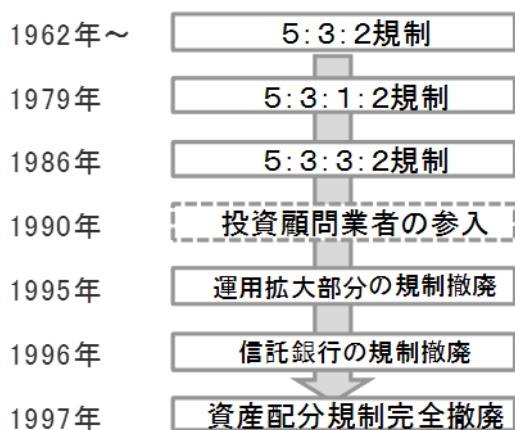 1962年～ 5:3:2規制
1979年 5:3:1:2規制
1986年 5:3:3:2規制
1990年 投資顧問業者の参入
1995年 運用拡大部分の規制撤廃
1996年 信託銀行の規制撤廃
1997年 資産配分規制完全撤廃